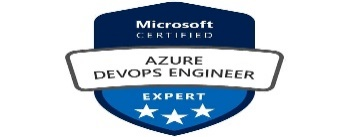 Microsoft
CERTIFIED
AZURE
DEVOPS ENGINEER
EXPERT